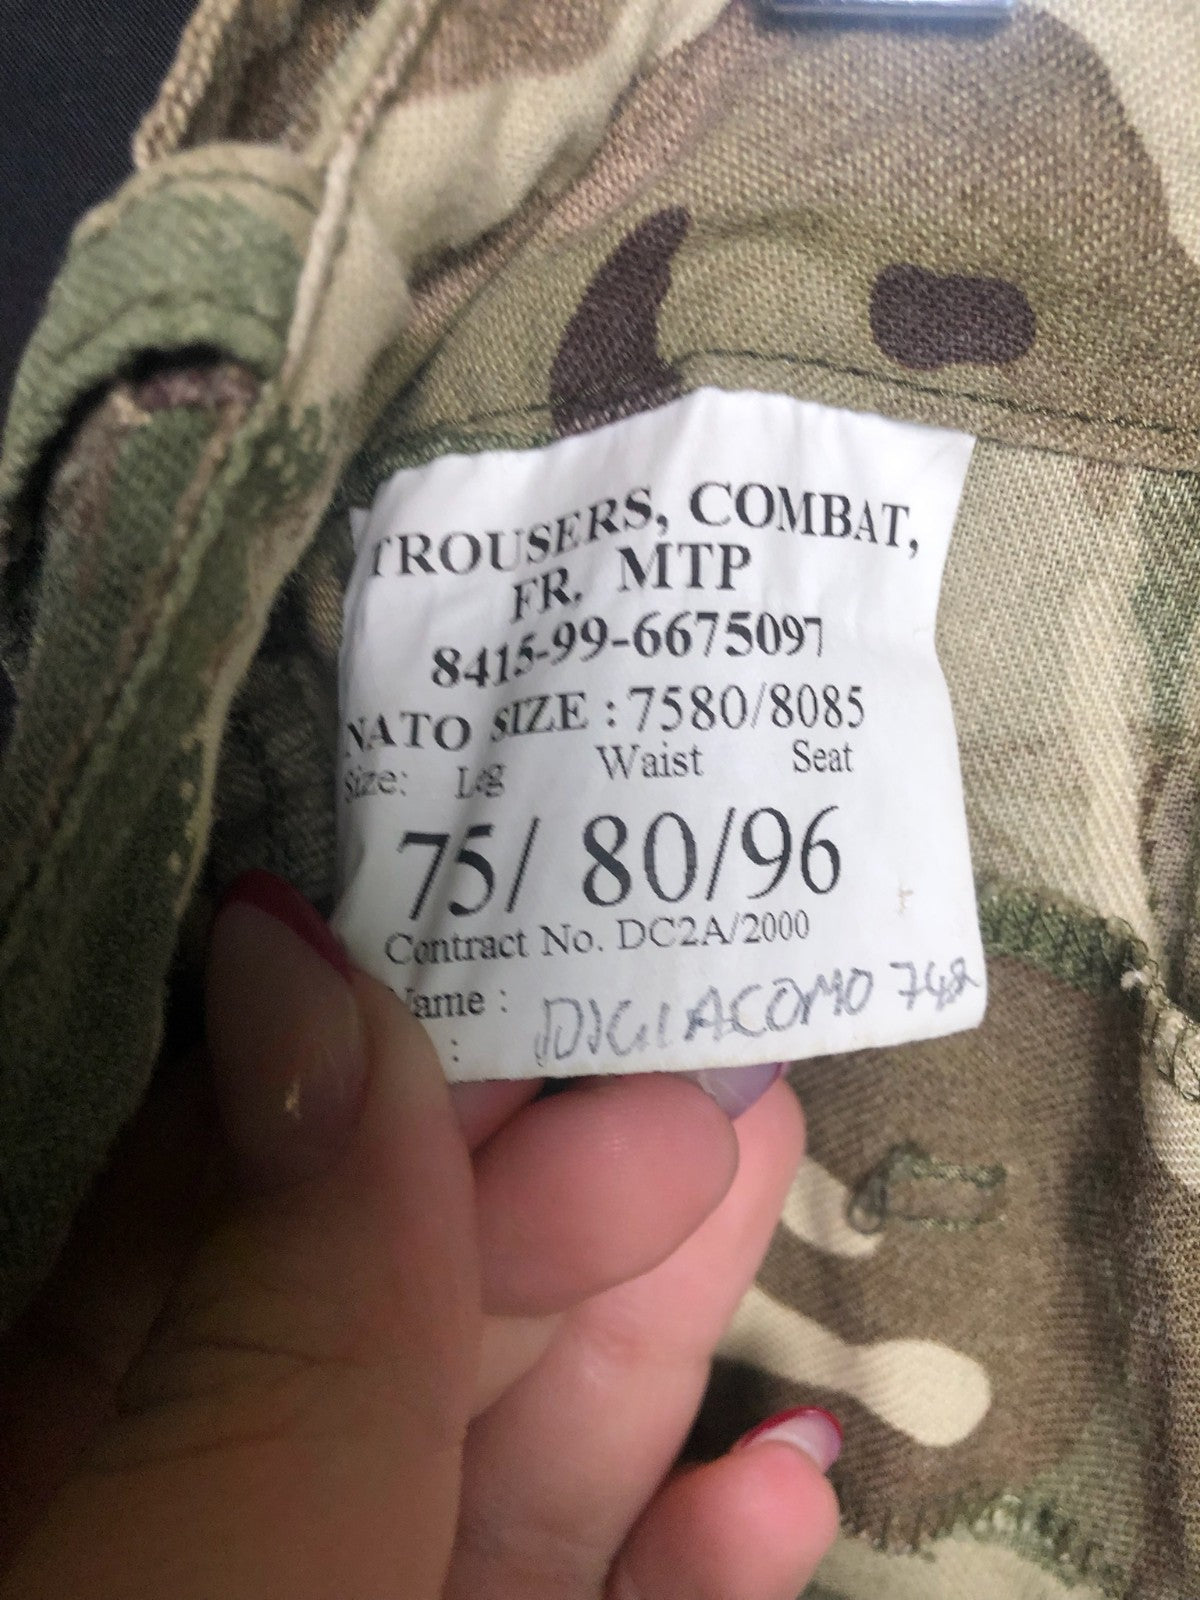 TROUSERS, COMBAT,
FR, MTP
8415-99-6675097
NATO SIZE : 7580/8085
Size: Leg Waist Seat
75/ 80/96
Contract No. DC2A/2000
Name : DIGIACOMO 748
: